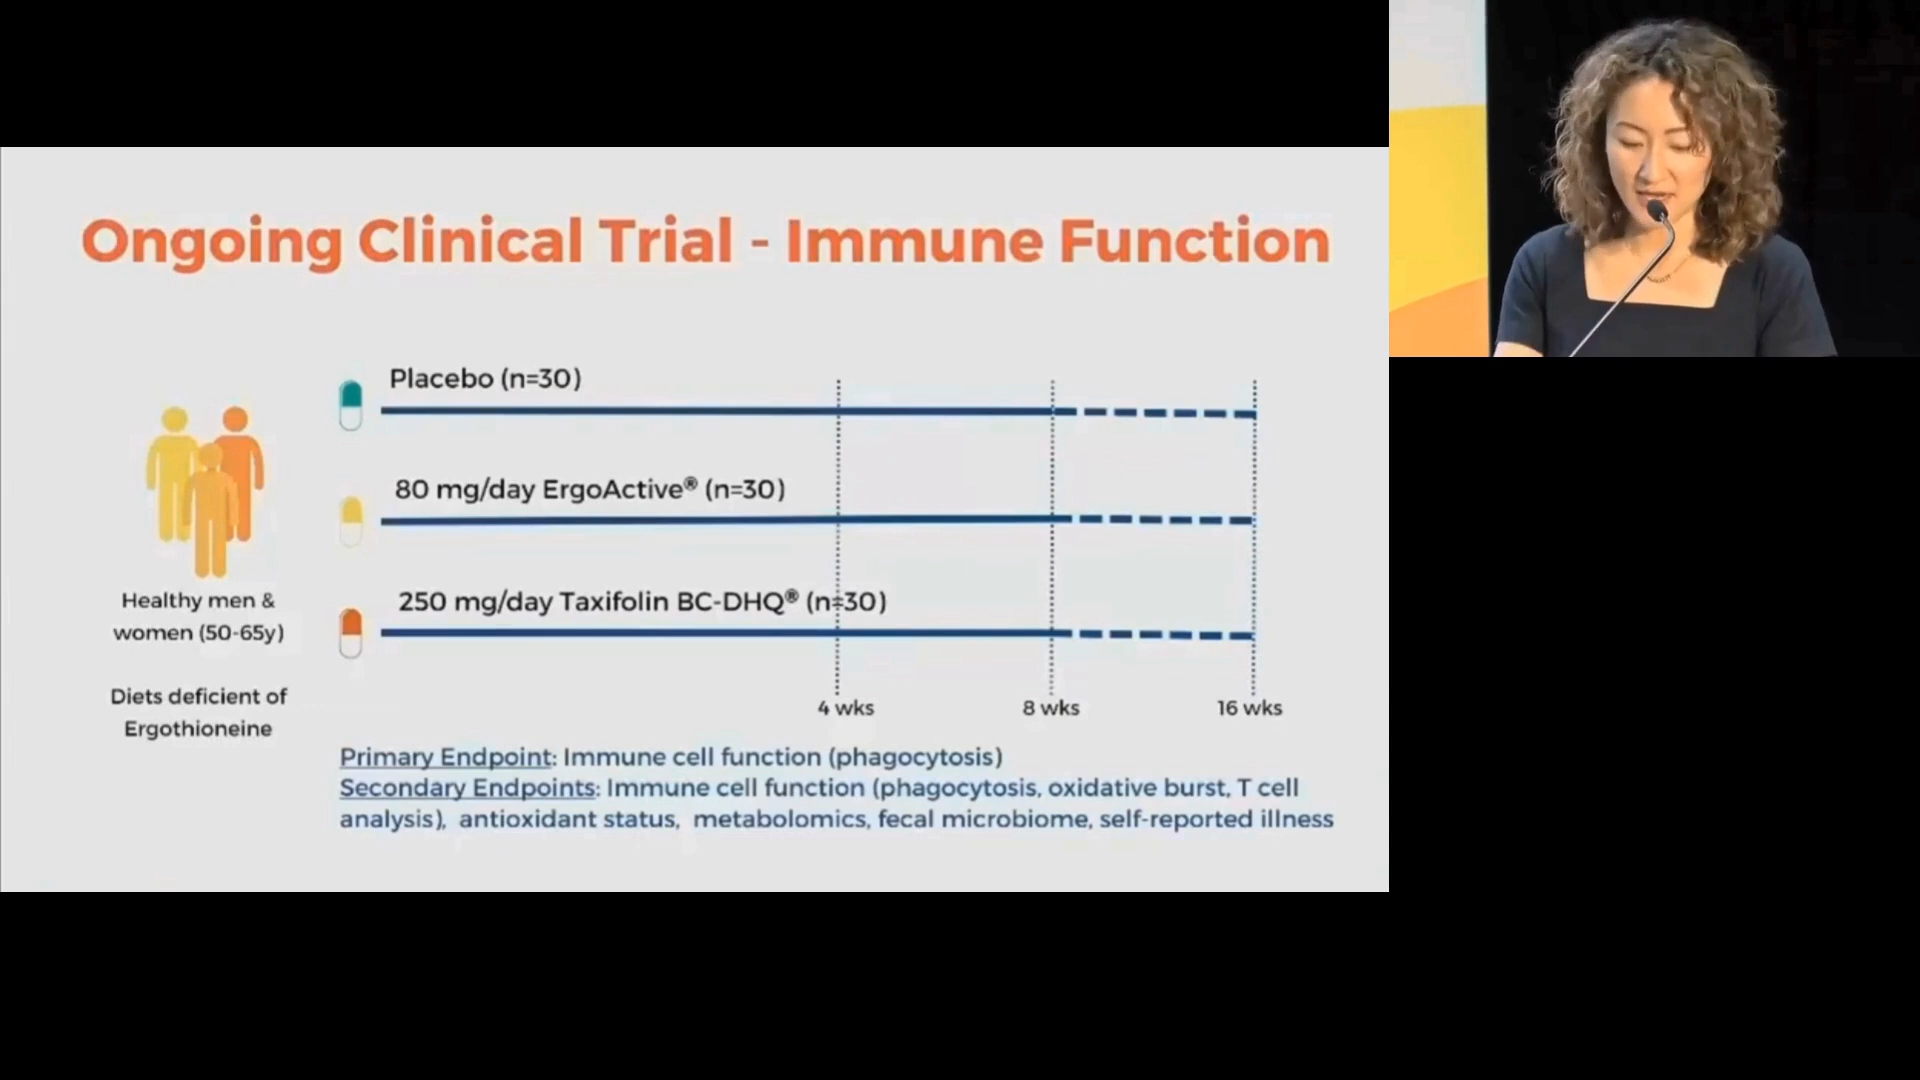 Ongoing Clinical Trial - Immune Function
Placebo (n=30)
80 mg/day ErgoActive® (n=30)
250 mg/day Taxifolin BC-DHQ® (n=30)
Healthy men &
women (50-65y)
Diets deficient of
Ergothioneine
4 wks
8 wks
16 wks
Primary Endpoint: Immune cell function (phagocytosis)
Secondary Endpoints: Immune cell function (phagocytosis, oxidative burst, T cell
analysis), antioxidant status, metabolomics, fecal microbiome, self-reported illness